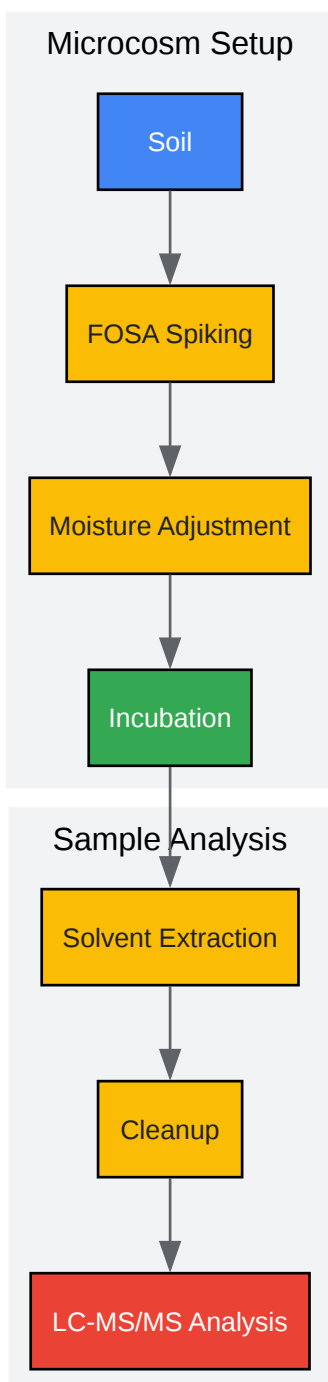 Microcosm Setup
Soil
FOSA Spiking
Moisture Adjustment
Incubation
Sample Analysis
Solvent Extraction
Cleanup
LC-MS/MS Analysis